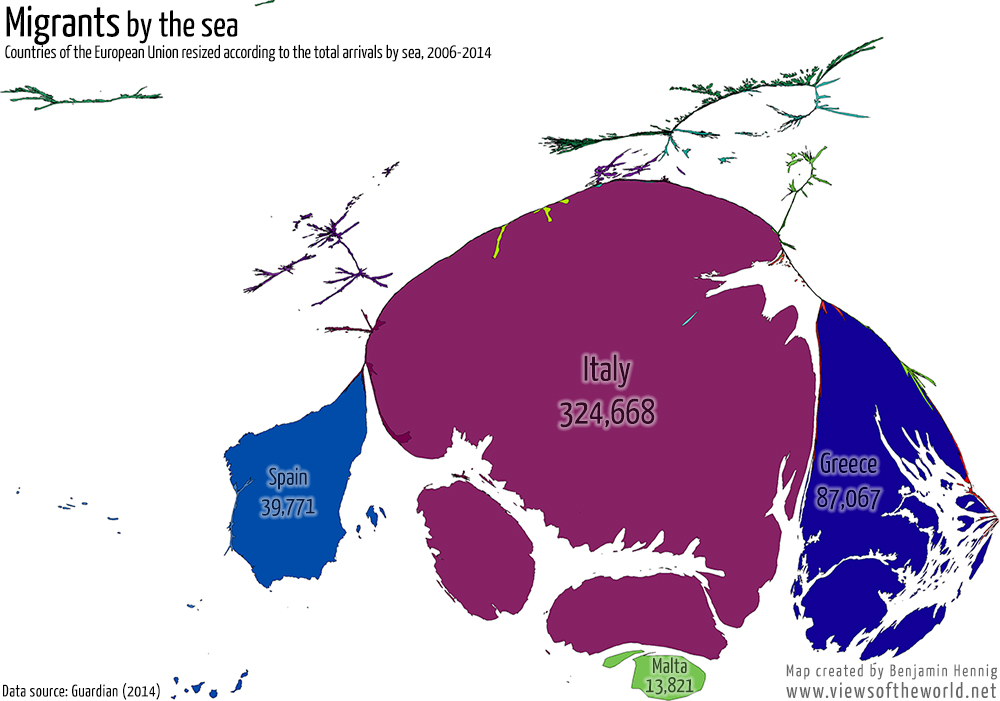 Migrants by the sea
Countries of the European Union resized according to the total arrivals by sea, 2006-2014
Italy
324,668
Greece
87,067
Spain
39,771
Malta
13,821
Data source: Guardian (2014)
Map created by Benjamin Hennig
www.viewsoftheworld.net